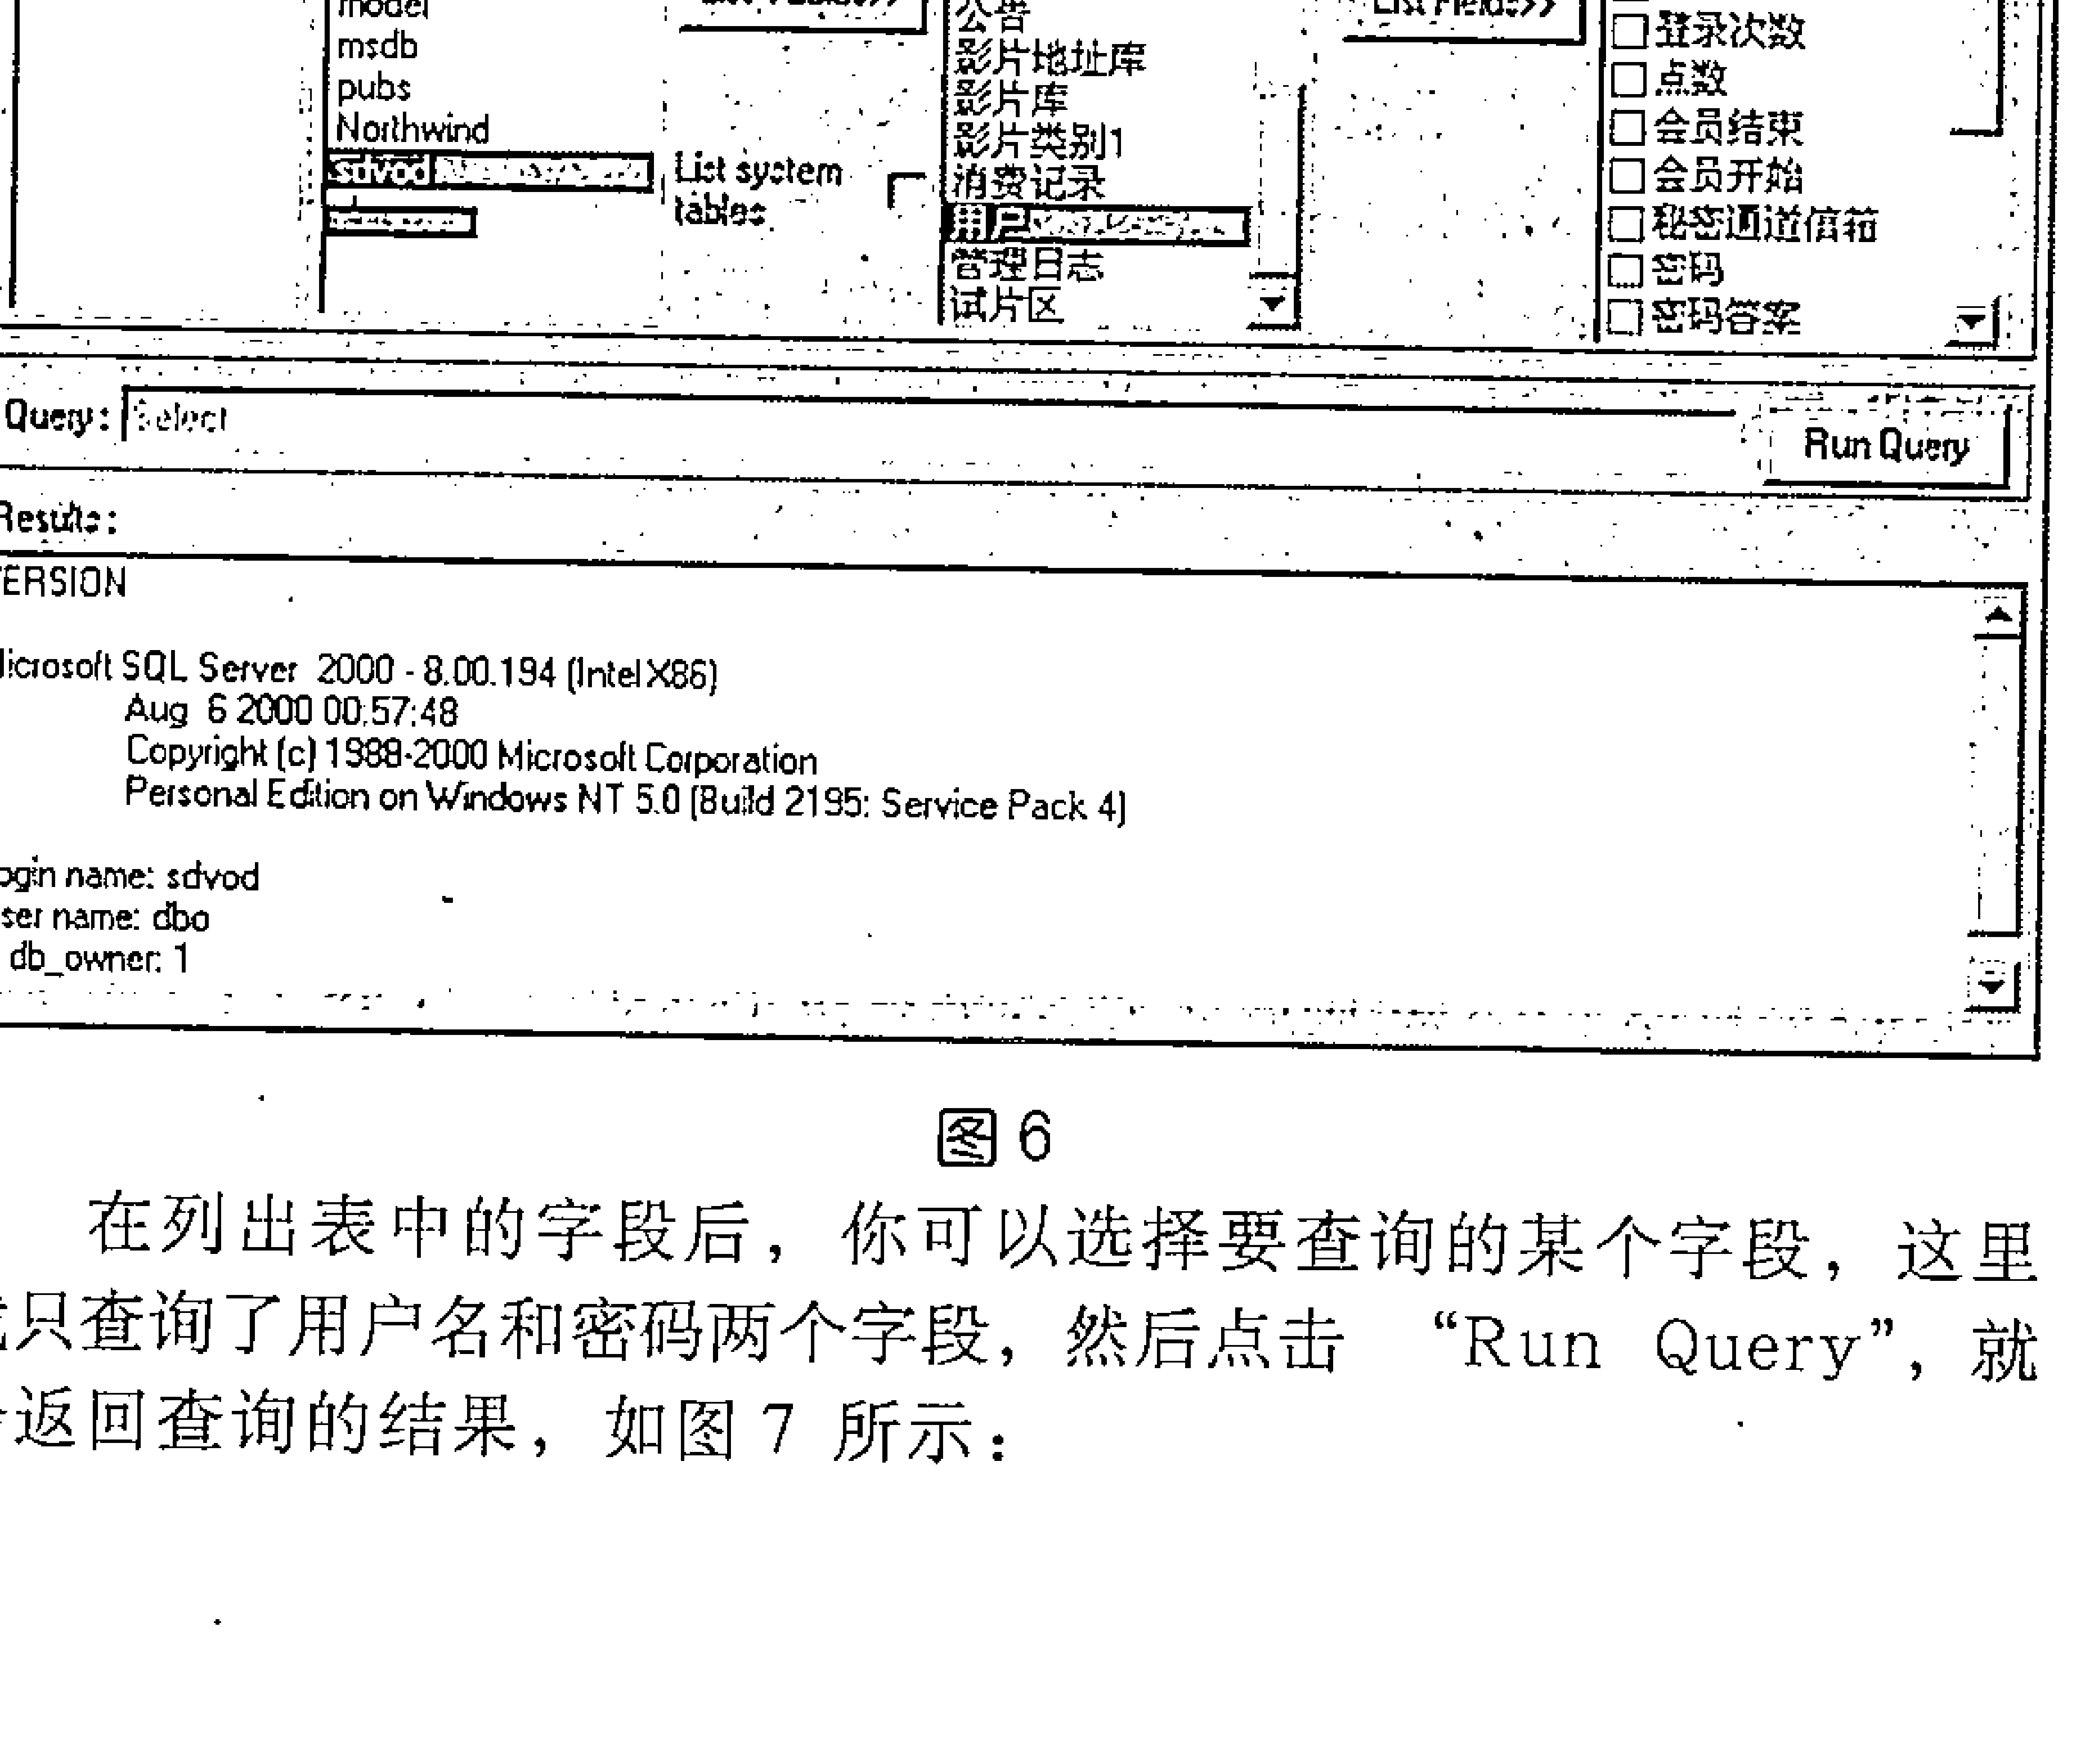 model
msdb
pubs
Northwind
sdvod
List system
tables
公告
影片地址库
影片库
影片类别1
消费记录
用户
管理日志
试片区
List Fields>>
登录次数
点数
会员结束
会员开始
秘密通道信箱
密码
密码答案
Query: Select
Run Query
Results:
ERSION
icrosoft SQL Server 2000 - 8.00.194 (Intel X86)
Aug 6 2000 00:57:48
Copyright (c) 1988-2000 Microsoft Corporation
Personal Edition on Windows NT 5.0 (Build 2195: Service Pack 4)
ogin name: sdvod
ser name: dbo
db_owner: 1
图 6
在列出表中的字段后，你可以选择要查询的某个字段，这里
只查询了用户名和密码两个字段，然后点击 “Run Query”，就
返回查询的结果，如图 7 所示：